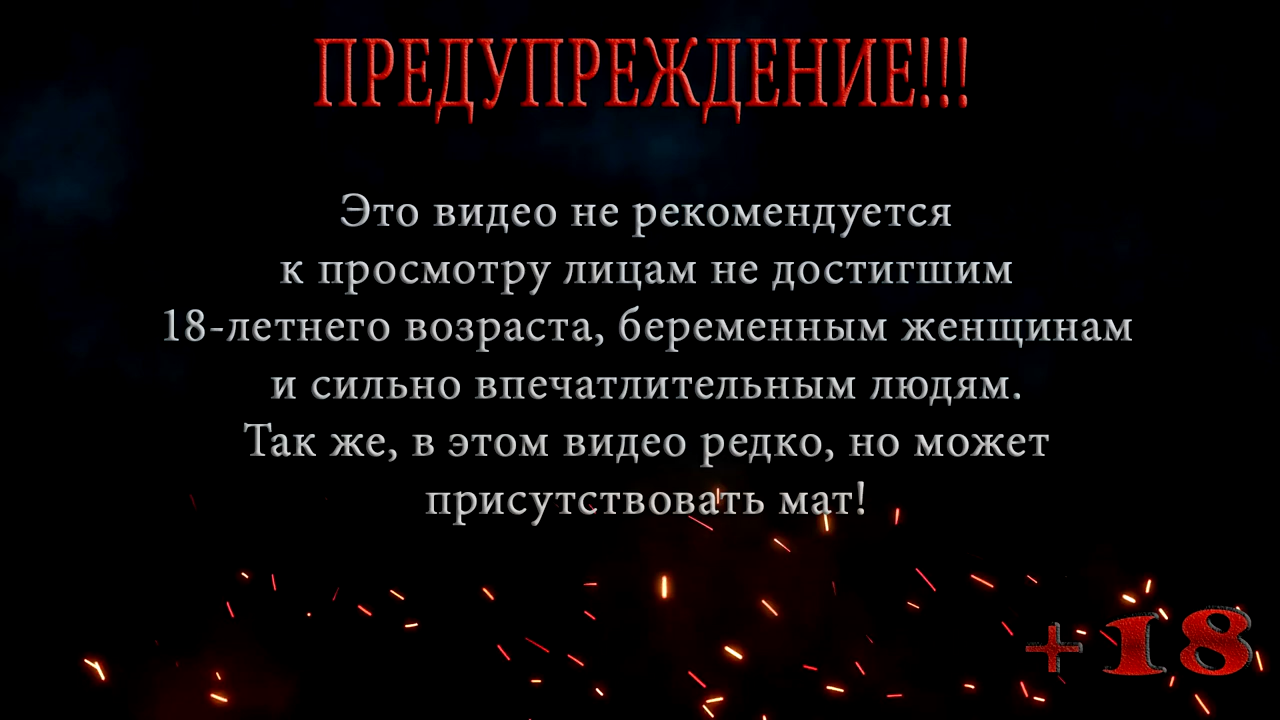 ПРЕДУПРЕЖДЕНИЕ!!!
Это видео не рекомендуется
к просмотру лицам не достигшим
18-летнего возраста, беременным женщинам
и сильно впечатлительным людям.
Так же, в этом видео редко, но может
присутствовать мат!
+18